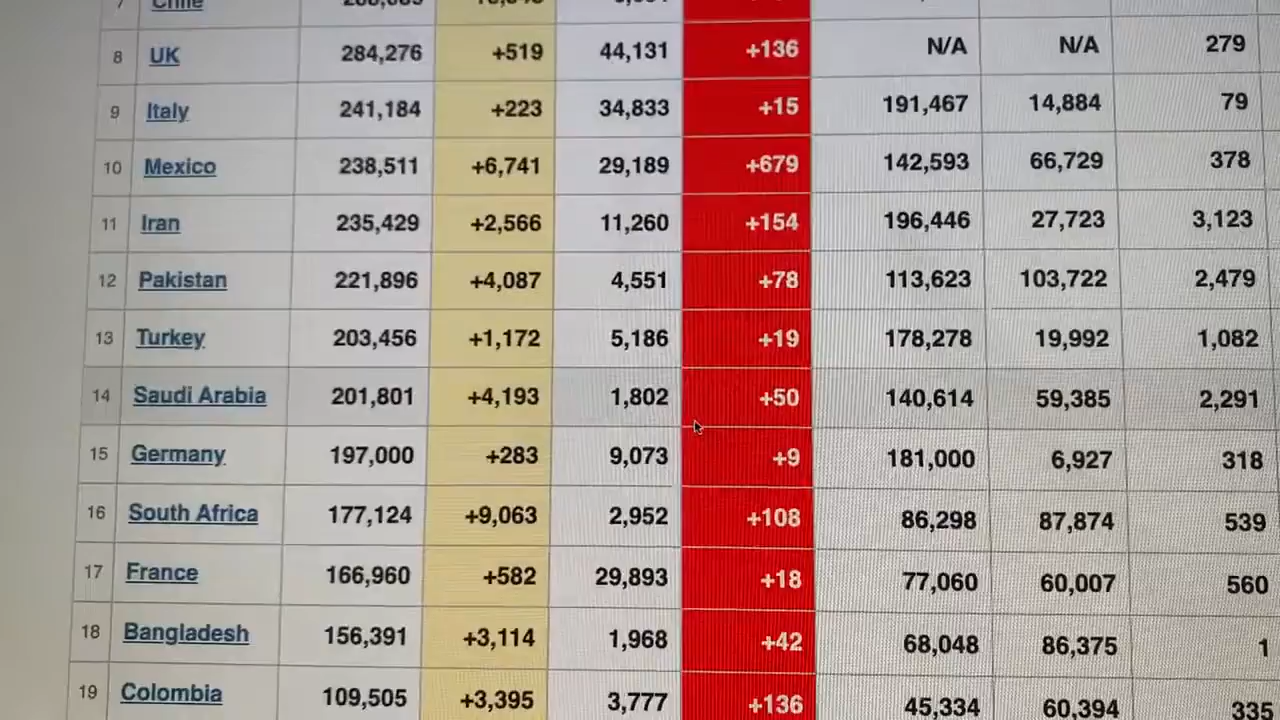 8 UK 284,276 +519 44,131 +136 N/A N/A 279
9 Italy 241,184 +223 34,833 +15 191,467 14,884 79
10 Mexico 238,511 +6,741 29,189 +679 142,593 66,729 378
11 Iran 235,429 +2,566 11,260 +154 196,446 27,723 3,123
12 Pakistan 221,896 +4,087 4,551 +78 113,623 103,722 2,479
13 Turkey 203,456 +1,172 5,186 +19 178,278 19,992 1,082
14 Saudi Arabia 201,801 +4,193 1,802 +50 140,614 59,385 2,291
15 Germany 197,000 +283 9,073 +9 181,000 6,927 318
16 South Africa 177,124 +9,063 2,952 +108 86,298 87,874 539
17 France 166,960 +582 29,893 +18 77,060 60,007 560
18 Bangladesh 156,391 +3,114 1,968 +42 68,048 86,375 1
19 Colombia 109,505 +3,395 3,777 +136 45,334 60,394 335